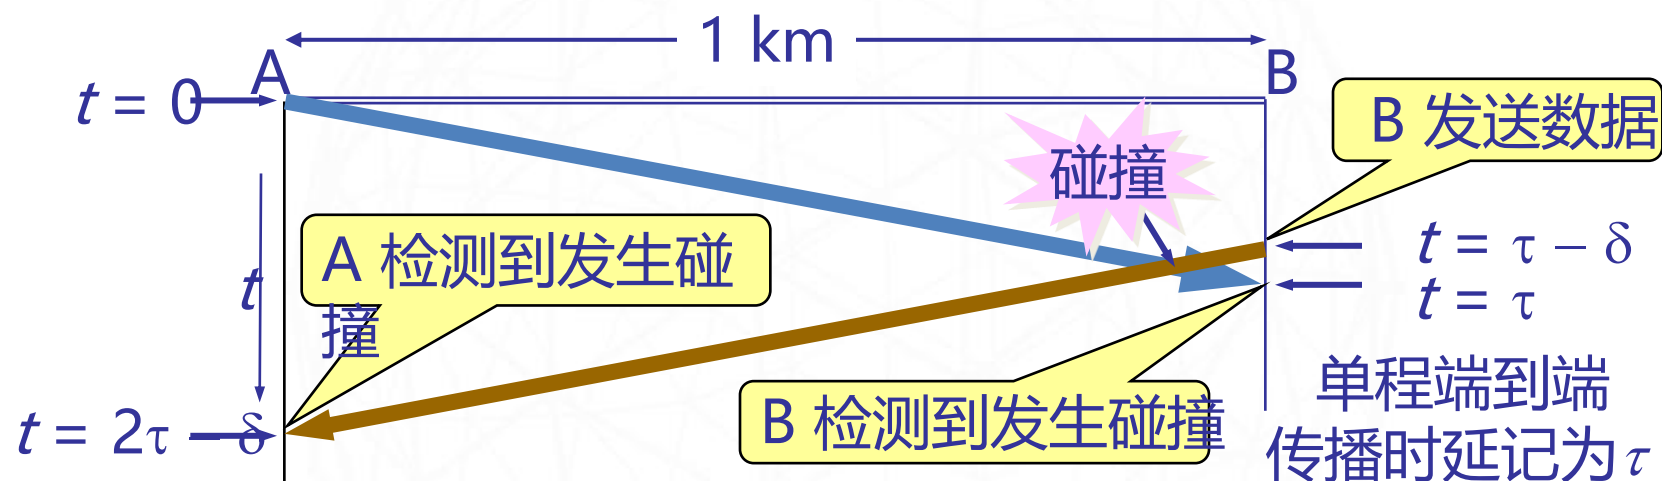 1 km
A
B
t = 0
B 发送数据
碰撞
t = τ – δ
A 检测到发生碰
撞
t
t = τ
单程端到端
传播时延记为 τ
B 检测到发生碰撞
t = 2τ – δ